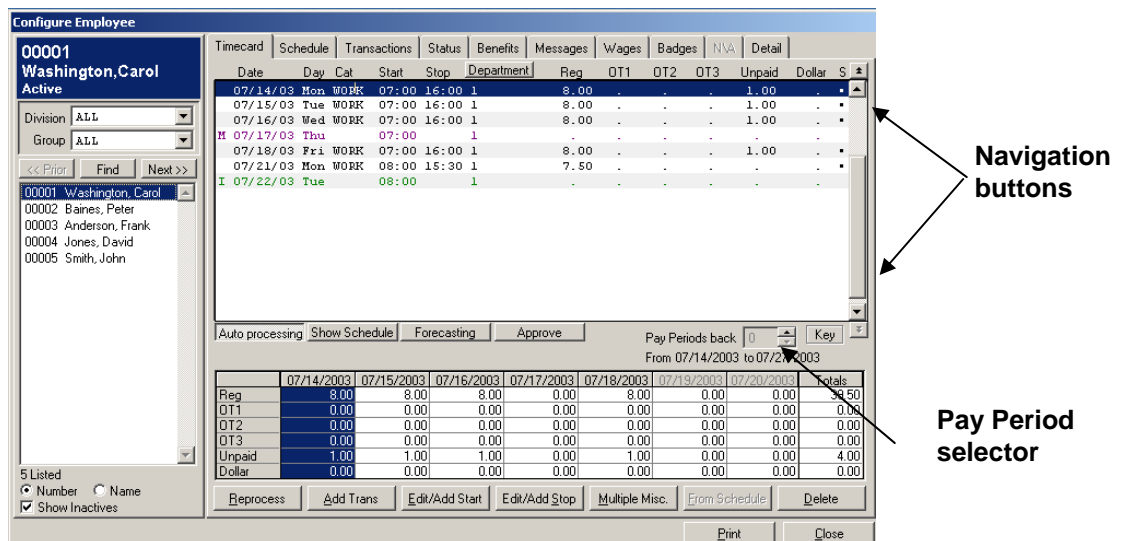 Configure Employee
00001
Washington,Carol
Active
Division ALL
Group ALL
<< Prior Find Next >>
00001 Washington, Carol
00002 Baines, Peter
00003 Anderson, Frank
00004 Jones, David
00005 Smith, John
5 Listed
Number Name
Show Inactives
Timecard Schedule Transactions Status Benefits Messages Wages Badges N\A Detail
Date Day Cat Start Stop Department Reg OT1 OT2 OT3 Unpaid Dollar S
07/14/03 Mon WORK 07:00 16:00 1 8.00 . . . 1.00 .
07/15/03 Tue WORK 07:00 16:00 1 8.00 . . . 1.00 .
07/16/03 Wed WORK 07:00 16:00 1 8.00 . . . 1.00 .
M 07/17/03 Thu 07:00 1 . . . . . .
07/18/03 Fri WORK 07:00 16:00 1 8.00 . . . 1.00 .
07/21/03 Mon WORK 08:00 15:30 1 7.50 . . . . .
I 07/22/03 Tue 08:00 1 . . . . . .
Auto processing Show Schedule Forecasting Approve Pay Periods back 0 Key
From 07/14/2003 to 07/27/2003
07/14/2003 07/15/2003 07/16/2003 07/17/2003 07/18/2003 07/19/2003 07/20/2003 Totals
Reg 8.00 8.00 8.00 0.00 8.00 0.00 0.00 39.50
OT1 0.00 0.00 0.00 0.00 0.00 0.00 0.00 0.00
OT2 0.00 0.00 0.00 0.00 0.00 0.00 0.00 0.00
OT3 0.00 0.00 0.00 0.00 0.00 0.00 0.00 0.00
Unpaid 1.00 1.00 1.00 0.00 1.00 0.00 0.00 4.00
Dollar 0.00 0.00 0.00 0.00 0.00 0.00 0.00 0.00
Reprocess Add Trans Edit/Add Start Edit/Add Stop Multiple Misc. From Schedule Delete
Print Close
Navigation
buttons
Pay Period
selector